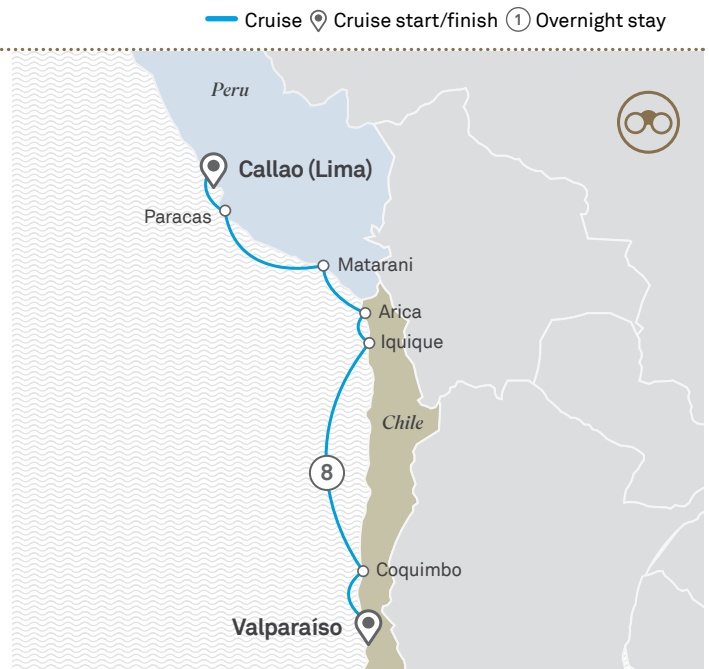 Cruise Cruise start/finish 1 Overnight stay
Peru
Callao (Lima)
Paracas
Matarani
Arica
Iquique
Chile
8
Coquimbo
Valparaíso